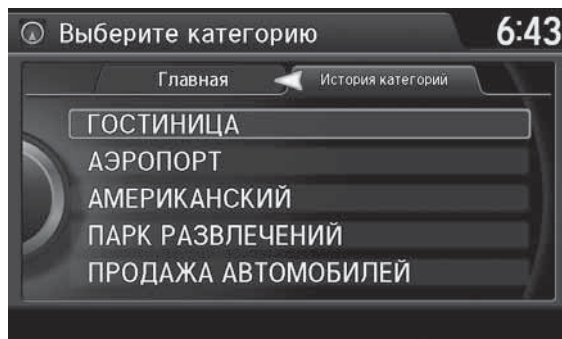 Выберите категорию 6:43
Главная История категорий
ГОСТИНИЦА
АЭРОПОРТ
АМЕРИКАНСКИЙ
ПАРК РАЗВЛЕЧЕНИЙ
ПРОДАЖА АВТОМОБИЛЕЙ